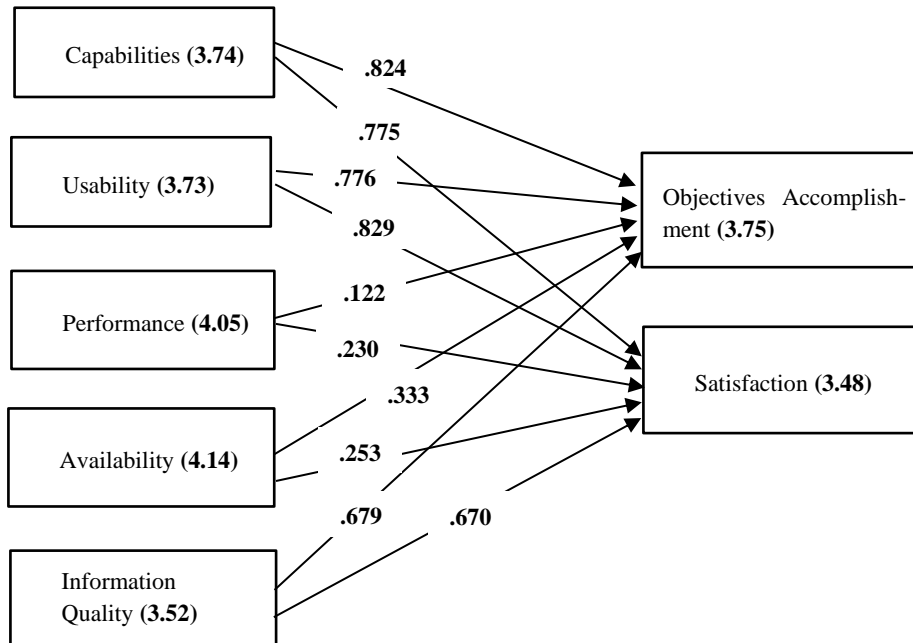 Capabilities (3.74)
.824
.775
Usability (3.73)
.776
Objectives Accomplish-
ment (3.75)
.829
Performance (4.05)
.122
.230
Satisfaction (3.48)
.333
Availability (4.14)
.253
.679
.670
Information
Quality (3.52)